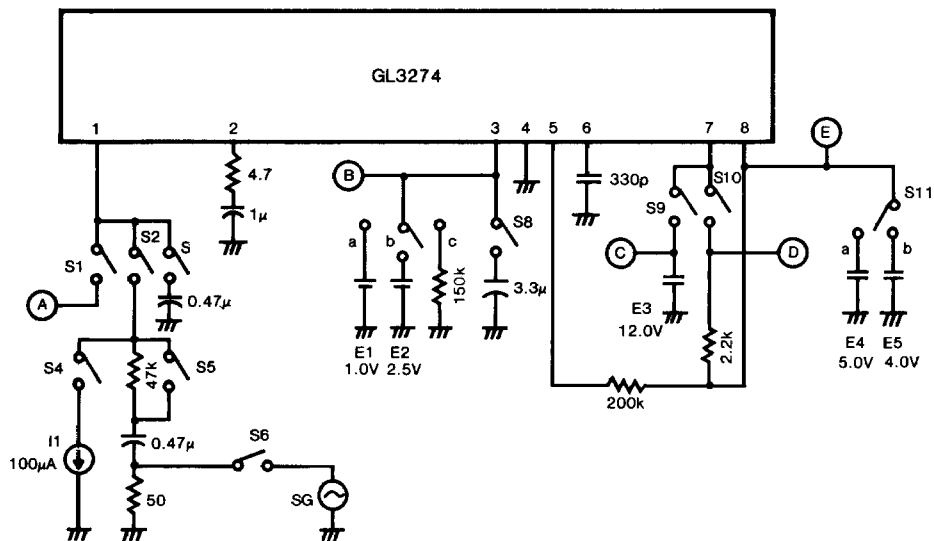 GL3274
1 2 3 4 5 6 7 8
E
B
4.7
1μ
330p
S10
S9
S11
S8
S2
S
S1
a b c
C
D
a b
A
0.47μ
150k
3.3μ
E3
12.0V
E1
1.0V
E2
2.5V
2.2k
E4
5.0V
E5
4.0V
S4
47k
S5
200k
0.47μ
S6
I1
100μA
50
SG